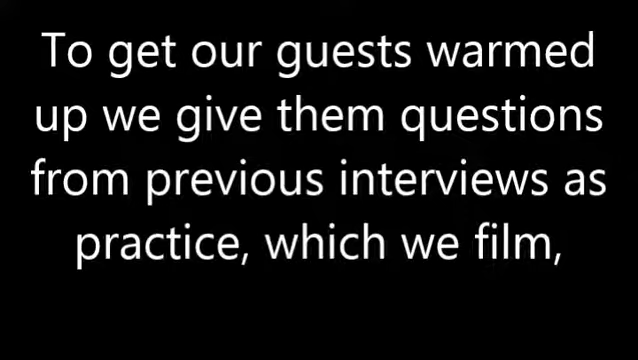 To get our guests warmed
up we give them questions
from previous interviews as
practice, which we film,